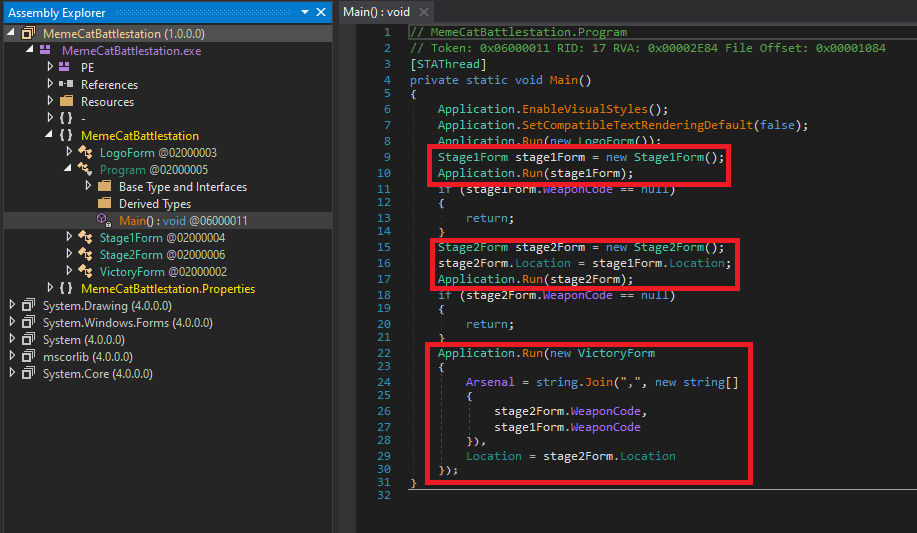 Assembly Explorer
MemeCatBattlestation (1.0.0.0)
MemeCatBattlestation.exe
PE
References
Resources
{ } -
{ } MemeCatBattlestation
LogoForm @02000003
Program @02000005
Base Type and Interfaces
Derived Types
Main() : void @06000011
Stage1Form @02000004
Stage2Form @02000006
VictoryForm @02000002
{ } MemeCatBattlestation.Properties
System.Drawing (4.0.0.0)
System.Windows.Forms (4.0.0.0)
System (4.0.0.0)
mscorlib (4.0.0.0)
System.Core (4.0.0.0)
Main() : void
1 // MemeCatBattlestation.Program
2 // Token: 0x06000011 RID: 17 RVA: 0x00002E84 File Offset: 0x00001084
3 [STAThread]
4 private static void Main()
5 {
6 Application.EnableVisualStyles();
7 Application.SetCompatibleTextRenderingDefault(false);
8 Application.Run(new LogoForm());
9 Stage1Form stage1Form = new Stage1Form();
10 Application.Run(stage1Form);
11 if (stage1Form.WeaponCode == null)
12 {
13 return;
14 }
15 Stage2Form stage2Form = new Stage2Form();
16 stage2Form.Location = stage1Form.Location;
17 Application.Run(stage2Form);
18 if (stage2Form.WeaponCode == null)
19 {
20 return;
21 }
22 Application.Run(new VictoryForm
23 {
24 Arsenal = string.Join(",", new string[]
25 {
26 stage2Form.WeaponCode,
27 stage1Form.WeaponCode
28 }),
29 Location = stage2Form.Location
30 });
31 }
32